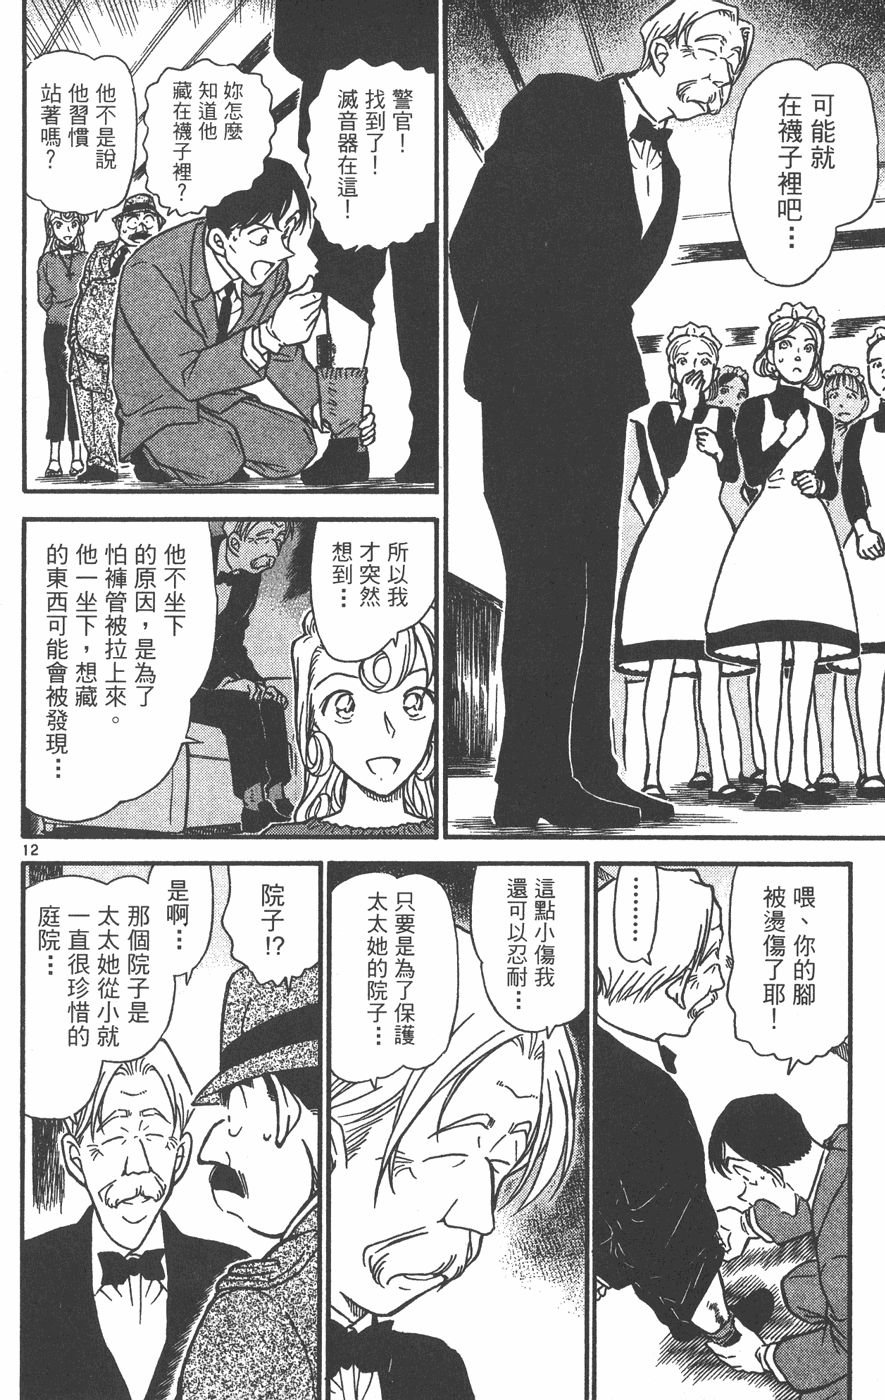 可能就
在襪子裡吧…
警官！
找到了！
滅音器在這！
妳怎麼
知道他
藏在襪子裡？
他不是說
他習慣
站著嗎？
所以我
才突然
想到…
他不坐下
的原因，是為了
怕褲管被拉上來。
他一坐下，想藏
的東西可能會被發現…
12
喂、你的腳
被燙傷了耶！
………
這點小傷我
還可以忍耐…
只要是為了保護
太太她的院子…
院子!?
是啊…
那個院子是
太太她從小就
一直很珍惜的
庭院…